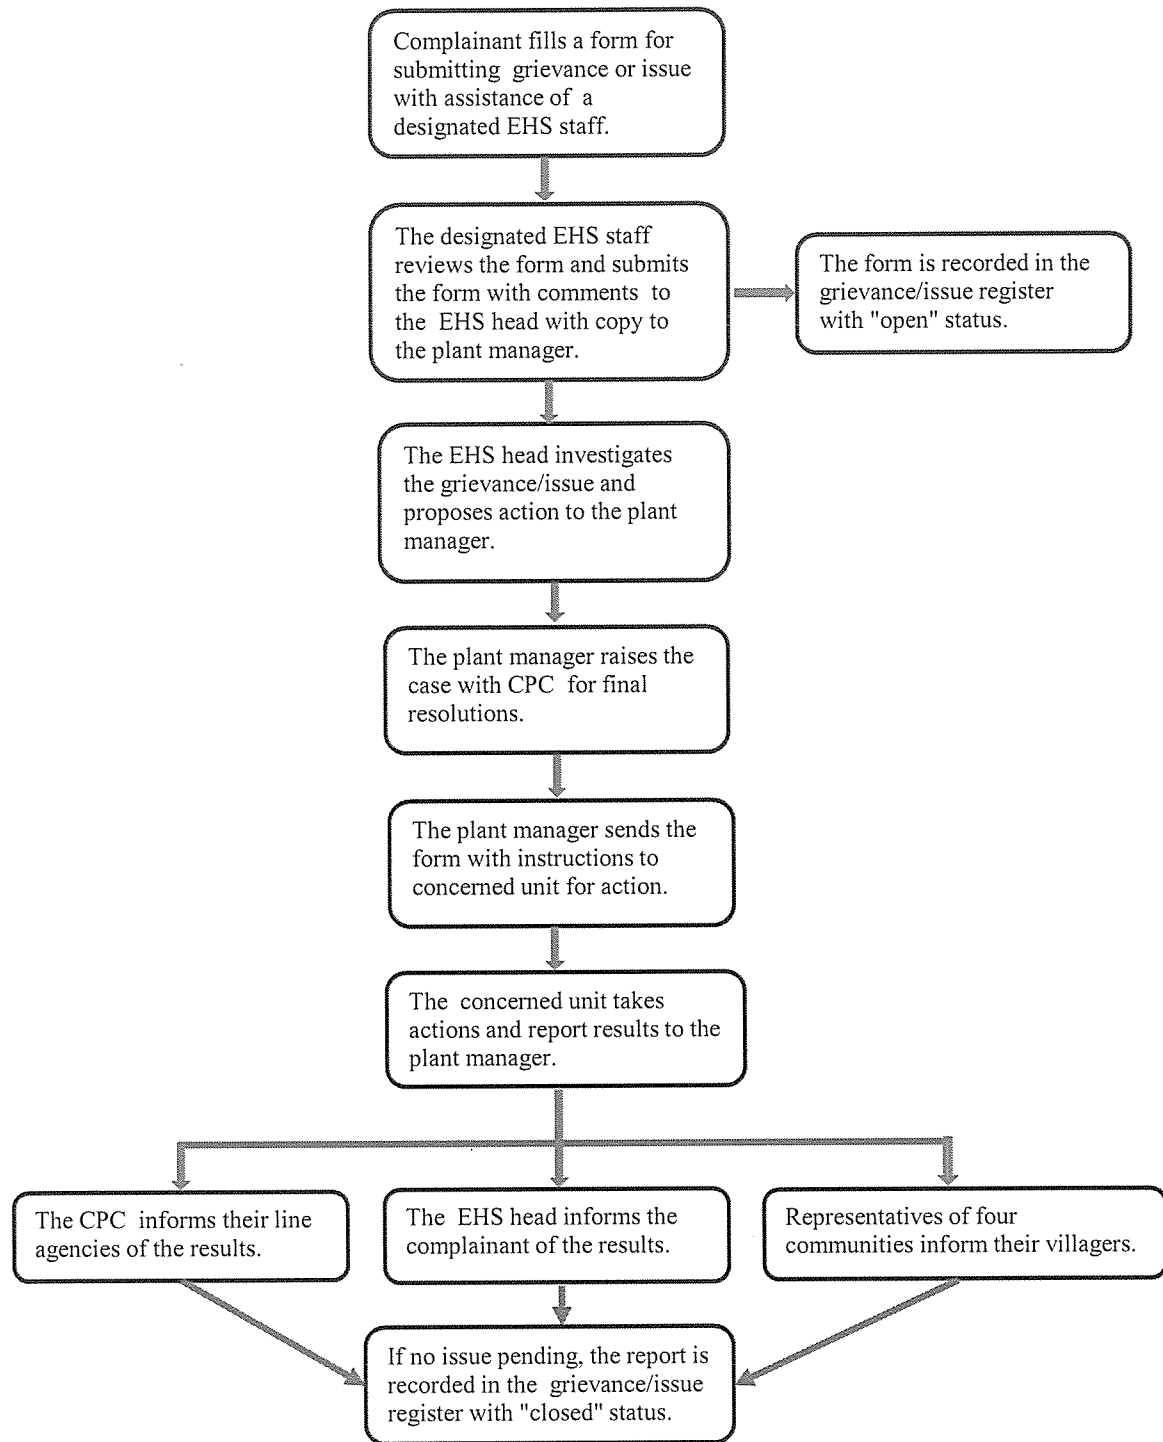 Complainant fills a form for
submitting grievance or issue
with assistance of a
designated EHS staff.
The designated EHS staff
reviews the form and submits
the form with comments to
the EHS head with copy to
the plant manager.
The form is recorded in the
grievance/issue register
with "open" status.
The EHS head investigates
the grievance/issue and
proposes action to the plant
manager.
The plant manager raises the
case with CPC for final
resolutions.
The plant manager sends the
form with instructions to
concerned unit for action.
The concerned unit takes
actions and report results to the
plant manager.
The CPC informs their line
agencies of the results.
The EHS head informs the
complainant of the results.
Representatives of four
communities inform their villagers.
If no issue pending, the report is
recorded in the grievance/issue
register with "closed" status.